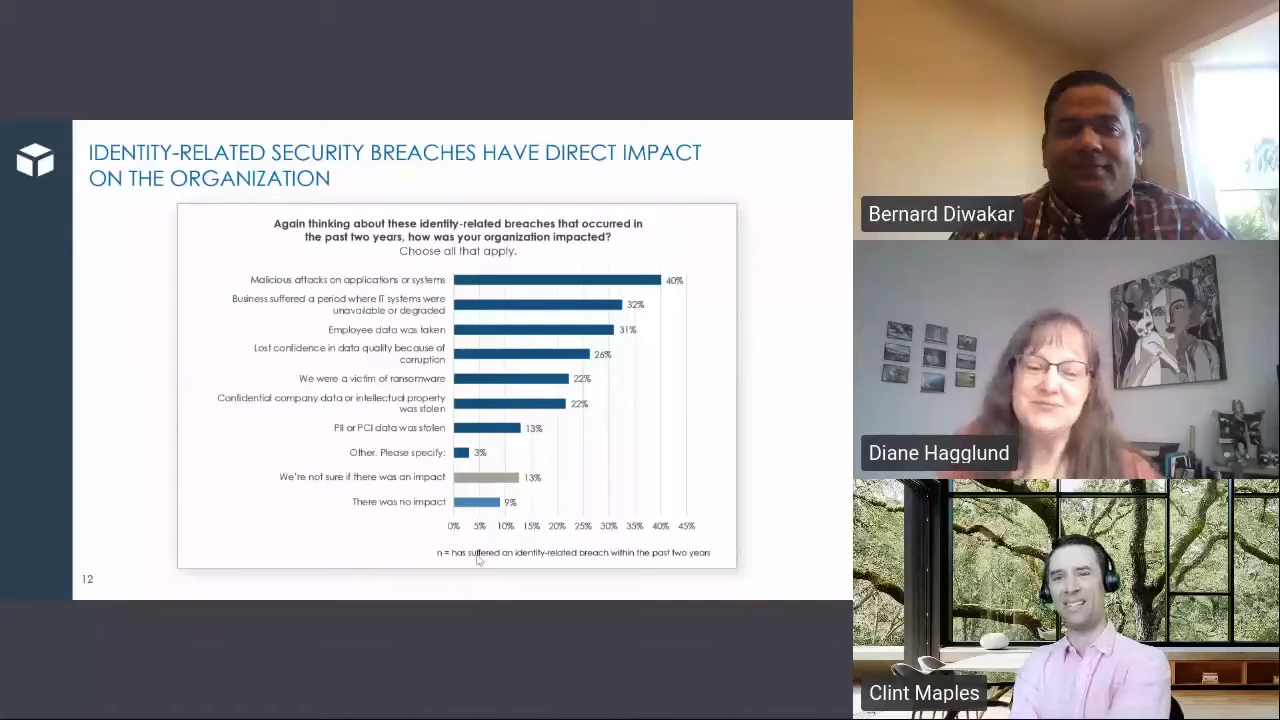 IDENTITY-RELATED SECURITY BREACHES HAVE DIRECT IMPACT
ON THE ORGANIZATION
Again thinking about these identity-related breaches that occurred in
the past two years, how was your organization impacted?
Choose all that apply.
Malicious attacks on applications or systems
40%
Business suffered a period where IT systems were
unavailable or degraded
32%
Employee data was taken
31%
Lost confidence in data quality because of
corruption
26%
We were a victim of ransomware
22%
Confidential company data or intellectual property
was stolen
22%
PII or PCI data was stolen
13%
Other. Please specify:
3%
We're not sure if there was an impact
13%
There was no impact
9%
0% 5% 10% 15% 20% 25% 30% 35% 40% 45%
n = has suffered an identity-related breach within the past two years
12
Bernard Diwakar
Diane Hagglund
Clint Maples